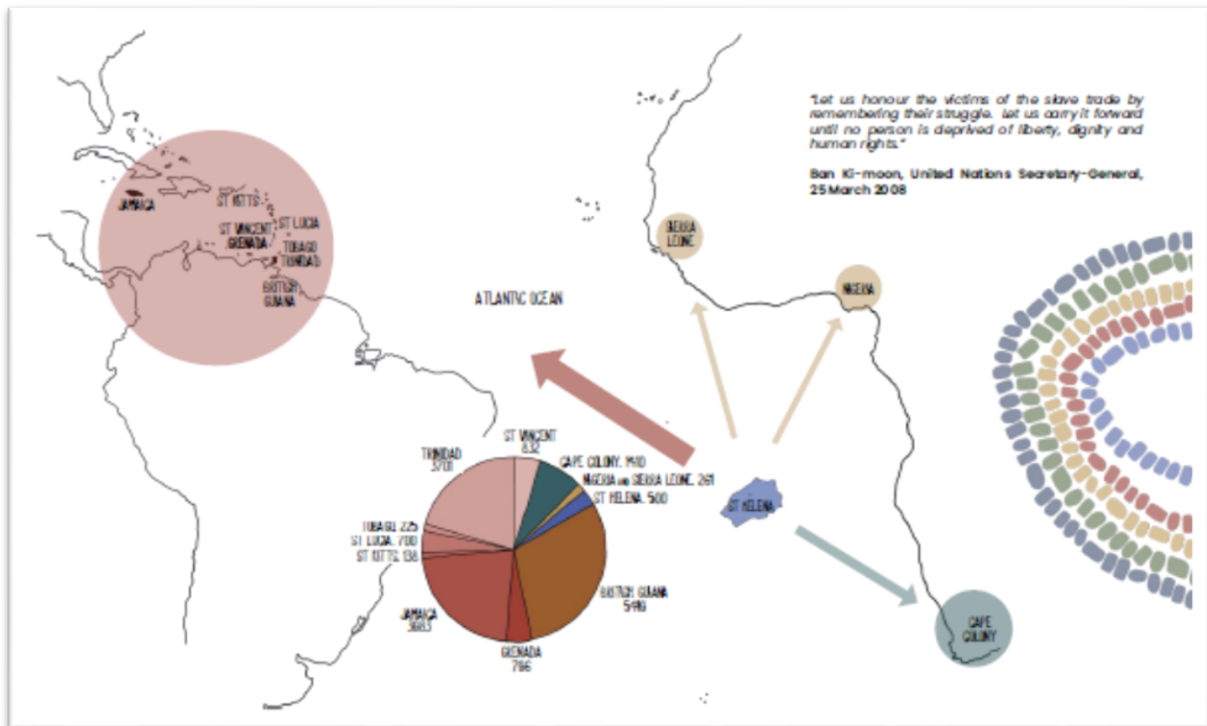 "Let us honour the victims of the slave trade by
remembering their struggle. Let us carry it forward
until no person is deprived of liberty, dignity and
human rights."
Ban Ki-moon, United Nations Secretary-General,
25 March 2008
JAMAICA
ST KITTS
ST VINCENT
GRENADA
ST LUCIA
TOBAGO
TRINIDAD
BRITISH
GUIANA
SIERRA
LEONE
NIGERIA
ATLANTIC OCEAN
ST HELENA
CAPE
COLONY
ST VINCENT
832
CAPE COLONY,
NIGERIA AND SIERRA LEONE, 261
ST HELENA, 500
BRITISH GUIANA
GRENADA
JAMAICA
ST KITTS,
ST LUCIA, 700
TOBAGO, 225
TRINIDAD
3701